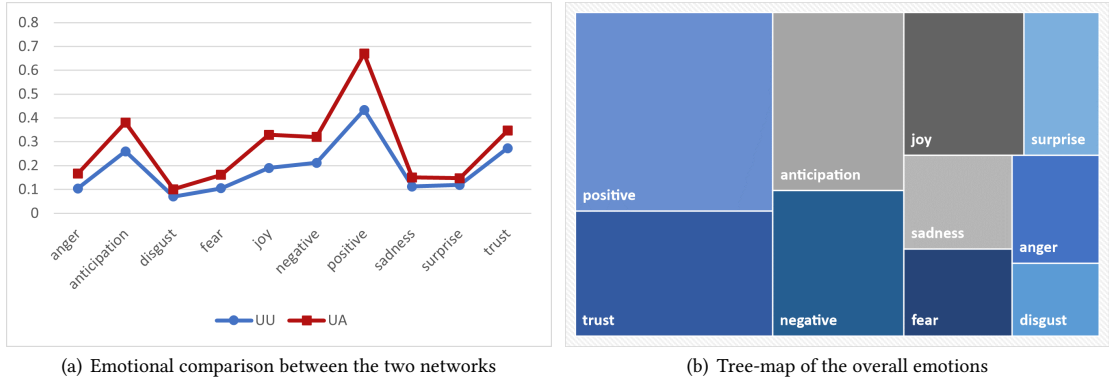 0.8
0.7
0.6
0.5
0.4
0.3
0.2
0.1
0
anger
anticipation
disgust
fear
joy
negative
positive
sadness
surprise
trust
UU
UA
(a) Emotional comparison between the two networks
positive
anticipation
joy
surprise
sadness
anger
trust
negative
fear
disgust
(b) Tree-map of the overall emotions